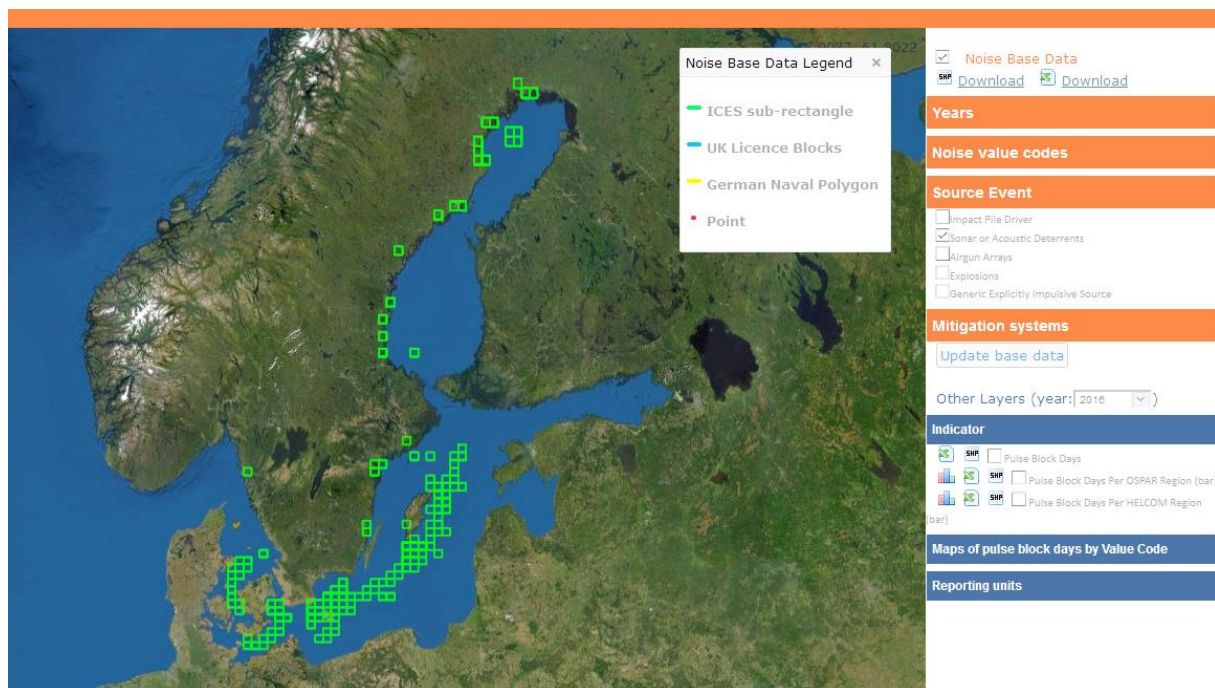 Noise Base Data Legend ×
ICES sub-rectangle
UK Licence Blocks
German Naval Polygon
Point
Noise Base Data
SHP Download Download
Years
Noise value codes
Source Event
Impact Pile Driver
Sonar or Acoustic Deterrents
Airgun Arrays
Explosions
Generic Explicitly Impulsive Source
Mitigation systems
Update base data
Other Layers (year: 2016 )
Indicator
SHP Pulse Block Days
SHP Pulse Block Days Per OSPAR Region (bar)
SHP Pulse Block Days Per HELCOM Region
(bar)
Maps of pulse block days by Value Code
Reporting units